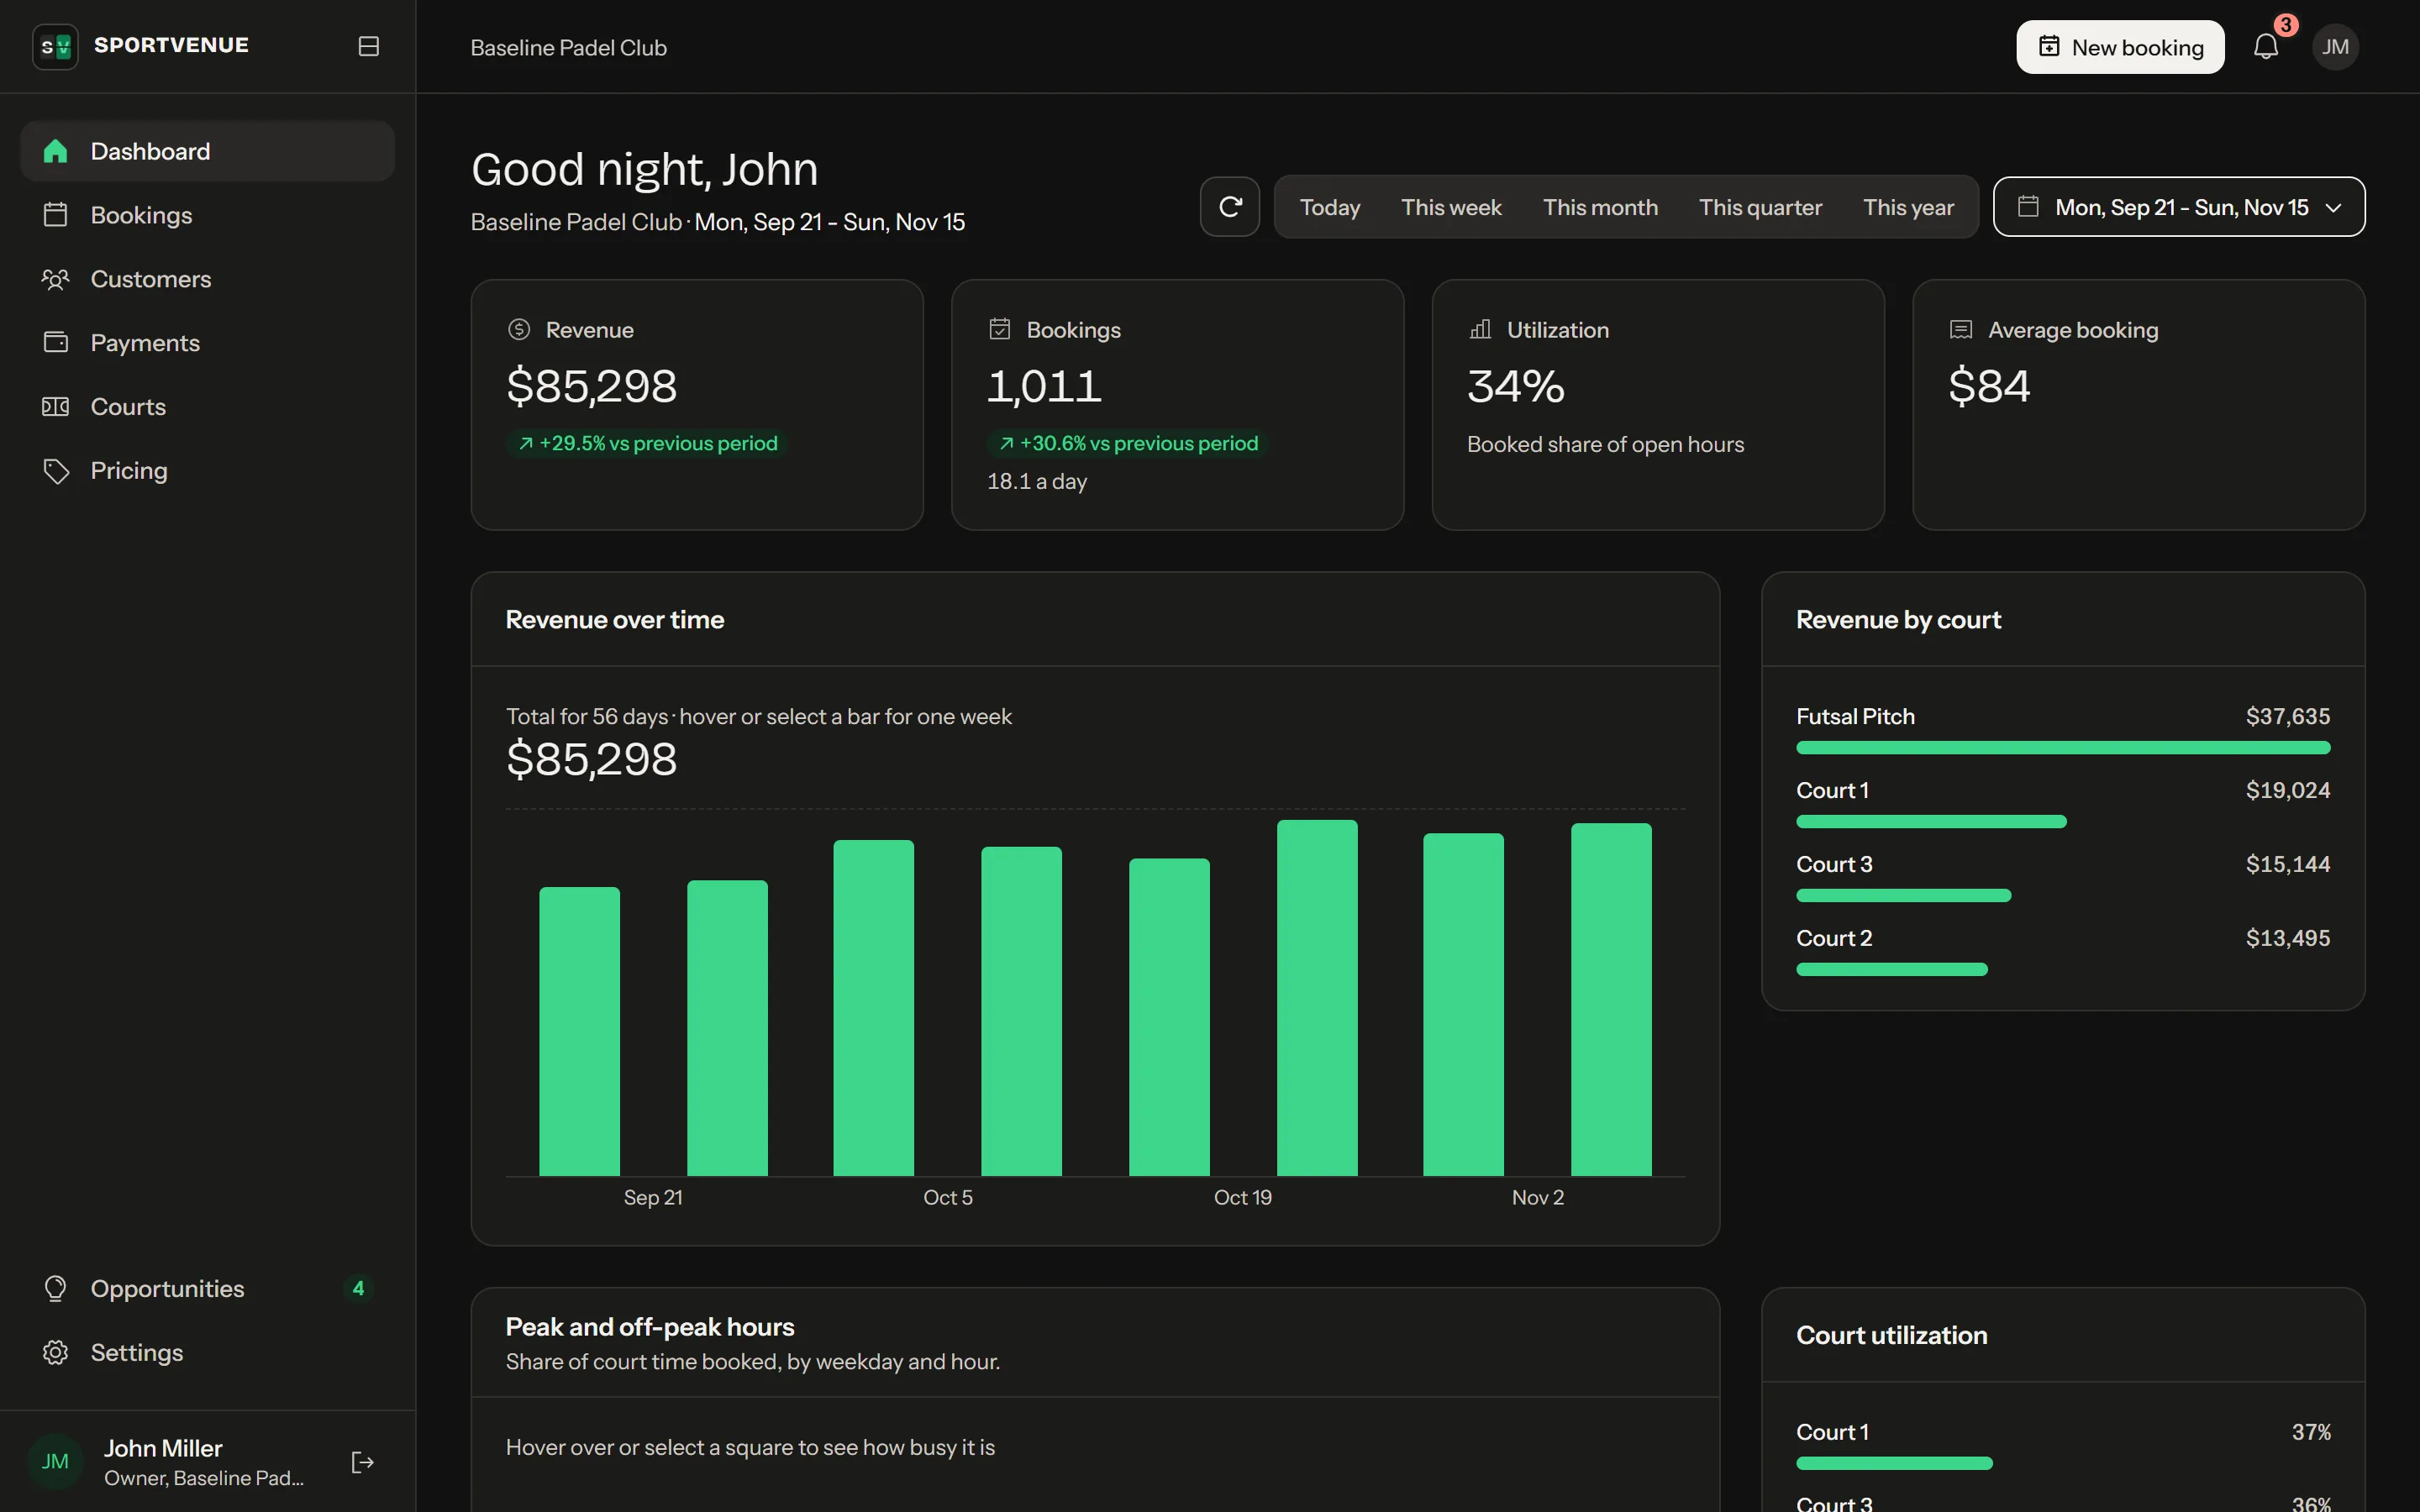 SV SPORTVENUE
Baseline Padel Club
New booking
3
JM
Dashboard
Bookings
Customers
Payments
Courts
Pricing
Opportunities
4
Settings
JM
John Miller
Owner, Baseline Pad...
Good night, John
Baseline Padel Club · Mon, Sep 21 - Sun, Nov 15
Today
This week
This month
This quarter
This year
Mon, Sep 21 - Sun, Nov 15
Revenue
$85,298
+29.5% vs previous period
Bookings
1,011
+30.6% vs previous period
18.1 a day
Utilization
34%
Booked share of open hours
Average booking
$84
Revenue over time
Total for 56 days · hover or select a bar for one week
$85,298
Sep 21
Oct 5
Oct 19
Nov 2
Revenue by court
Futsal Pitch $37,635
Court 1 $19,024
Court 3 $15,144
Court 2 $13,495
Peak and off-peak hours
Share of court time booked, by weekday and hour.
Hover over or select a square to see how busy it is
Court utilization
Court 1 37%
Court 3 36%